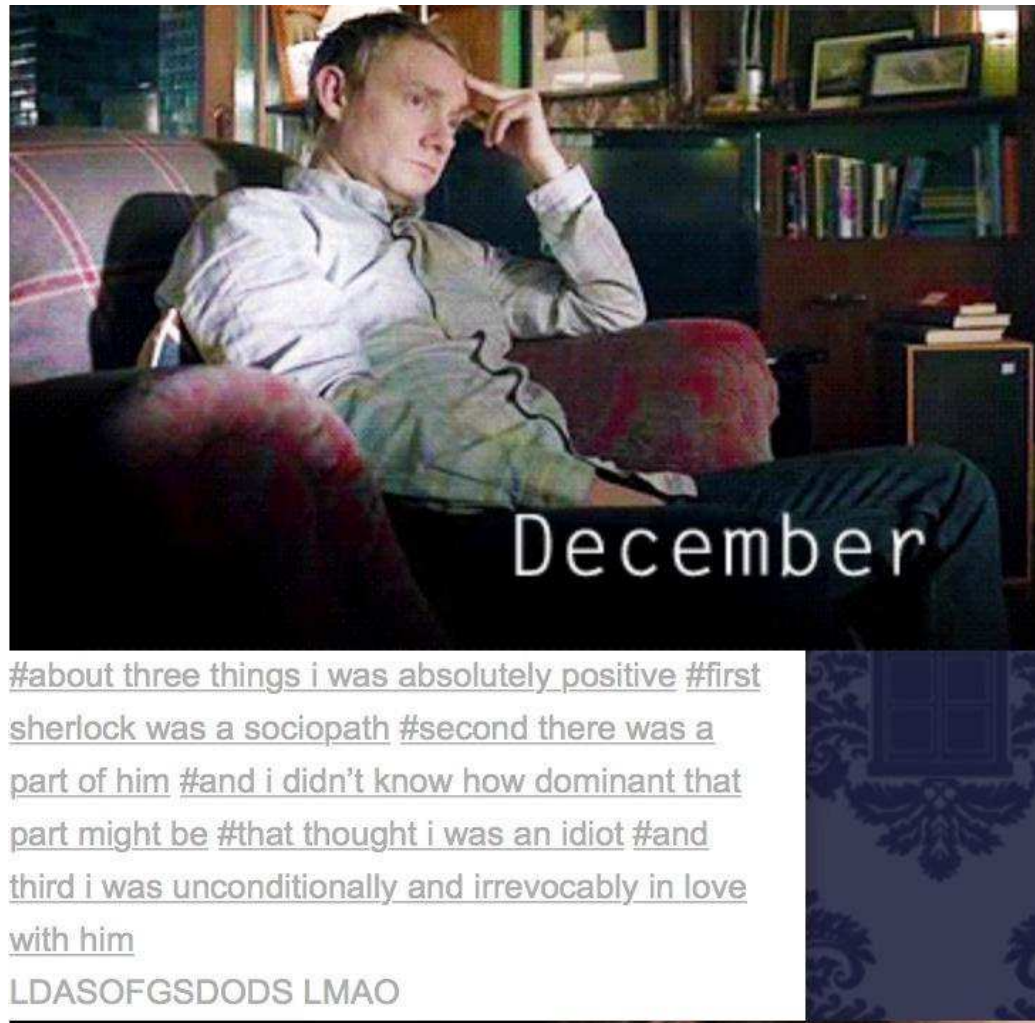 December
#about three things i was absolutely positive #first
sherlock was a sociopath #second there was a
part of him #and i didn't know how dominant that
part might be #that thought i was an idiot #and
third i was unconditionally and irrevocably in love
with him
LDASOFGSDODS LMAO